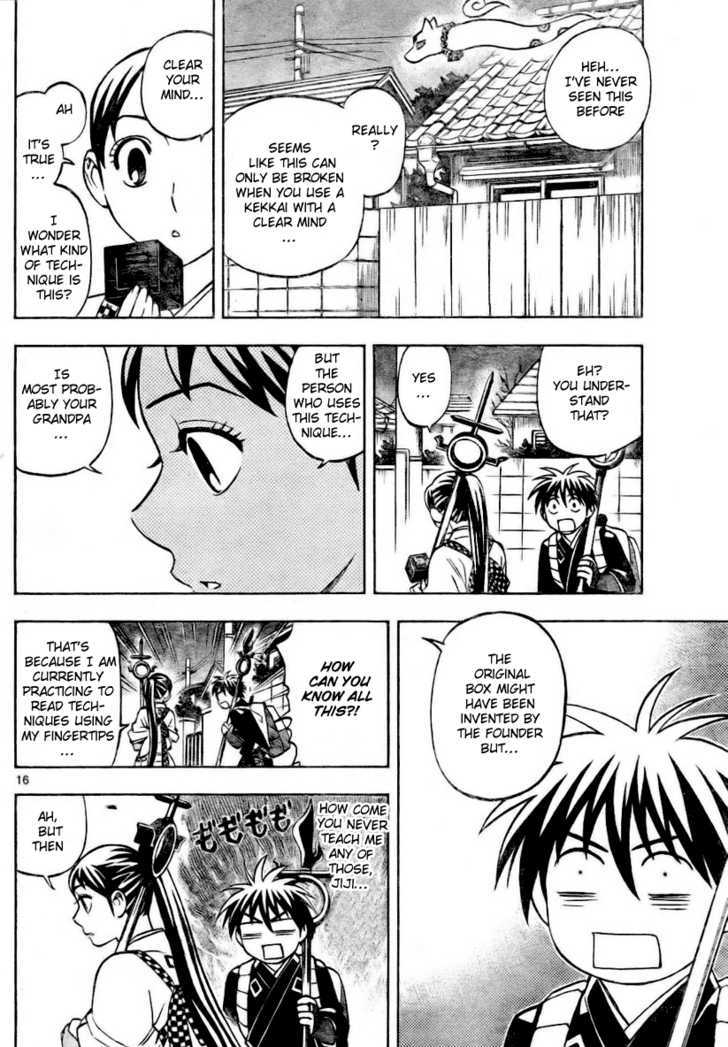 HEH...
I'VE NEVER
SEEN THIS
BEFORE
REALLY
?
SEEMS
LIKE THIS CAN
ONLY BE BROKEN
WHEN YOU USE A
KEKKAI WITH A
CLEAR MIND
...
CLEAR
YOUR
MIND...
AH
IT'S
TRUE
...
I
WONDER
WHAT KIND
OF TECH-
NIQUE IS
THIS?
EH?
YOU UNDER-
STAND
THAT?
YES
...
BUT
THE
PERSON
WHO USES
THIS TECH-
NIQUE...
IS
MOST PROB-
ABLY YOUR
GRANDPA
...
THE
ORIGINAL
BOX MIGHT
HAVE BEEN
INVENTED
BY THE
FOUNDER
BUT...
HOW
CAN YOU
KNOW ALL
THIS?!
THAT'S
BECAUSE I AM
CURRENTLY
PRACTICING TO
READ TECH-
NIQUES USING
MY FINGERTIPS
...
16
HOW COME
YOU NEVER
TEACH ME
ANY OF
THOSE,
JIJI...
ももももも
AH,
BUT
THEN